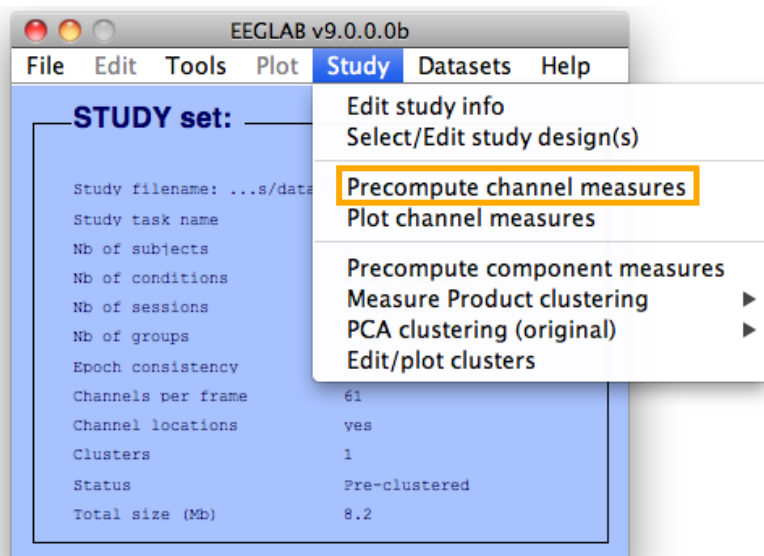 EEGLAB v9.0.0.0b
File Edit Tools Plot Study Datasets Help
STUDY set:
Edit study info
Select/Edit study design(s)
Precompute channel measures
Plot channel measures
Precompute component measures
Measure Product clustering
PCA clustering (original)
Edit/plot clusters
Study filename: ...s/data
Study task name
Nb of subjects
Nb of conditions
Nb of sessions
Nb of groups
Epoch consistency
Channels per frame 61
Channel locations yes
Clusters 1
Status Pre-clustered
Total size (Mb) 8.2